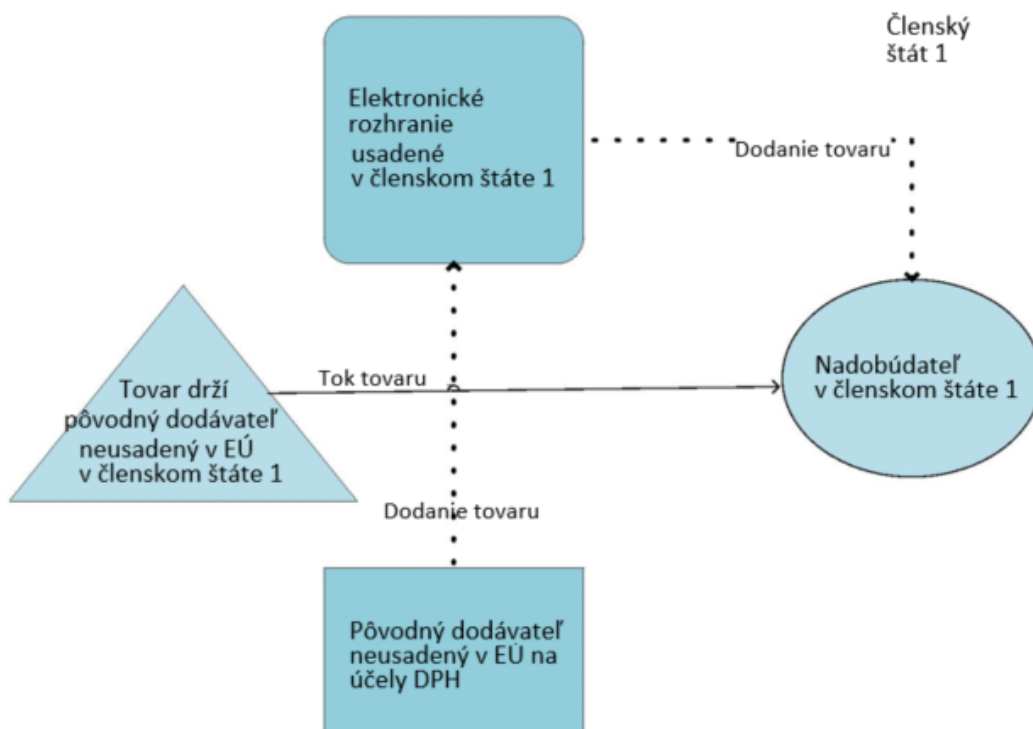 Členský
štát 1
Elektronické
rozhranie
usadené
v členskom štáte 1
Dodanie tovaru
Tovar drží
pôvodný dodávateľ
neusadený v EÚ
v členskom štáte 1
Tok tovaru
Nadobúdateľ
v členskom štáte 1
Dodanie tovaru
Pôvodný dodávateľ
neusadený v EÚ na
účely DPH